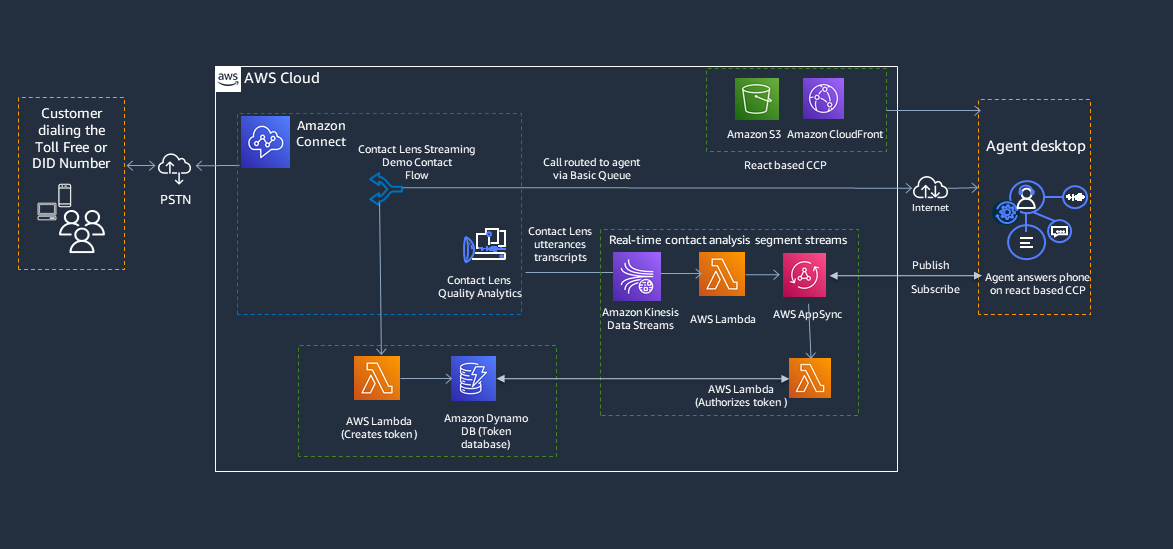 aws
AWS Cloud
Customer
dialing the
Toll Free or
DID Number
PSTN
Amazon
Connect
Contact Lens Streaming
Demo Contact
Flow
Call routed to agent
via Basic Queue
Amazon S3
Amazon CloudFront
React based CCP
Internet
Agent desktop
Agent answers phone
on react based CCP
Contact Lens
Quality Analytics
Contact Lens
utterances
transcripts
Real-time contact analysis segment streams
Amazon Kinesis
Data Streams
AWS Lambda
AWS AppSync
Publish
Subscribe
AWS Lambda
(Creates token )
Amazon Dynamo
DB (Token
database)
AWS Lambda
(Authorizes token )